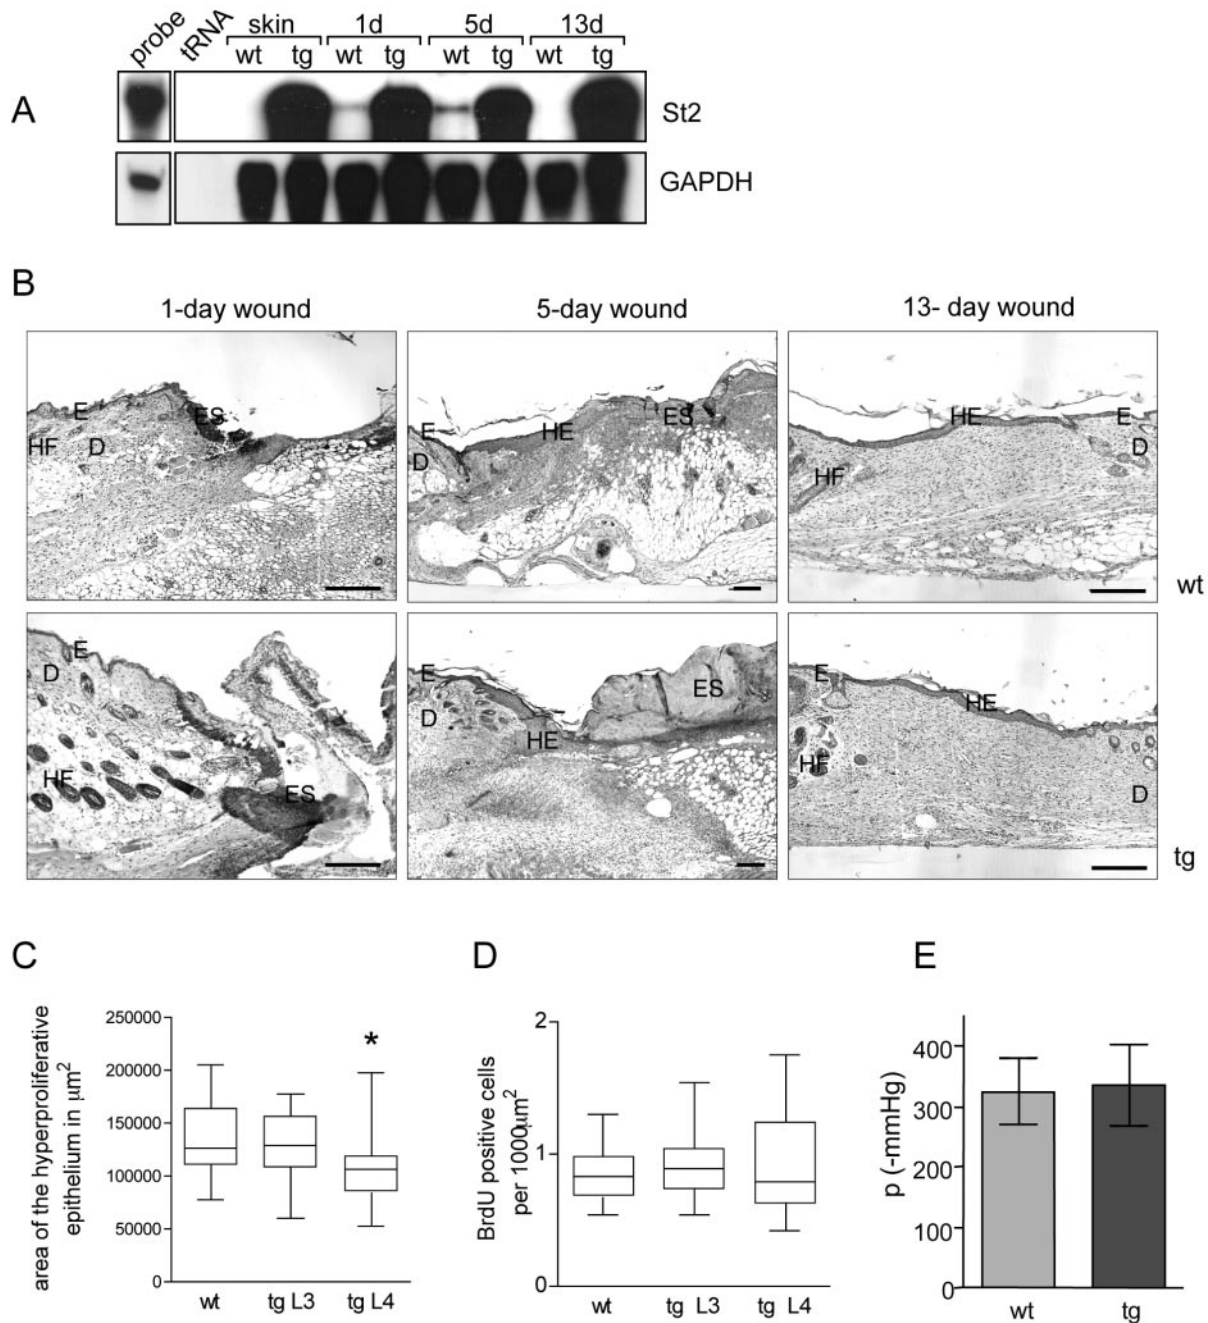 A
probe tRNA skin 1d 5d 13d
wt tg wt tg wt tg wt tg
St2
GAPDH
B
1-day wound 5-day wound 13- day wound
E ES HF D
E HE ES D
HE E D HF
wt
E D HF ES
E ES D HE
E HE HF D
tg
C
area of the hyperproliferative
epithelium in μm²
250000
200000
150000
100000
50000
0
*
wt tg L3 tg L4
D
BrdU positive cells
per 1000μm²
2
1
0
wt tg L3 tg L4
E
p (-mmHg)
400
300
200
100
0
wt tg